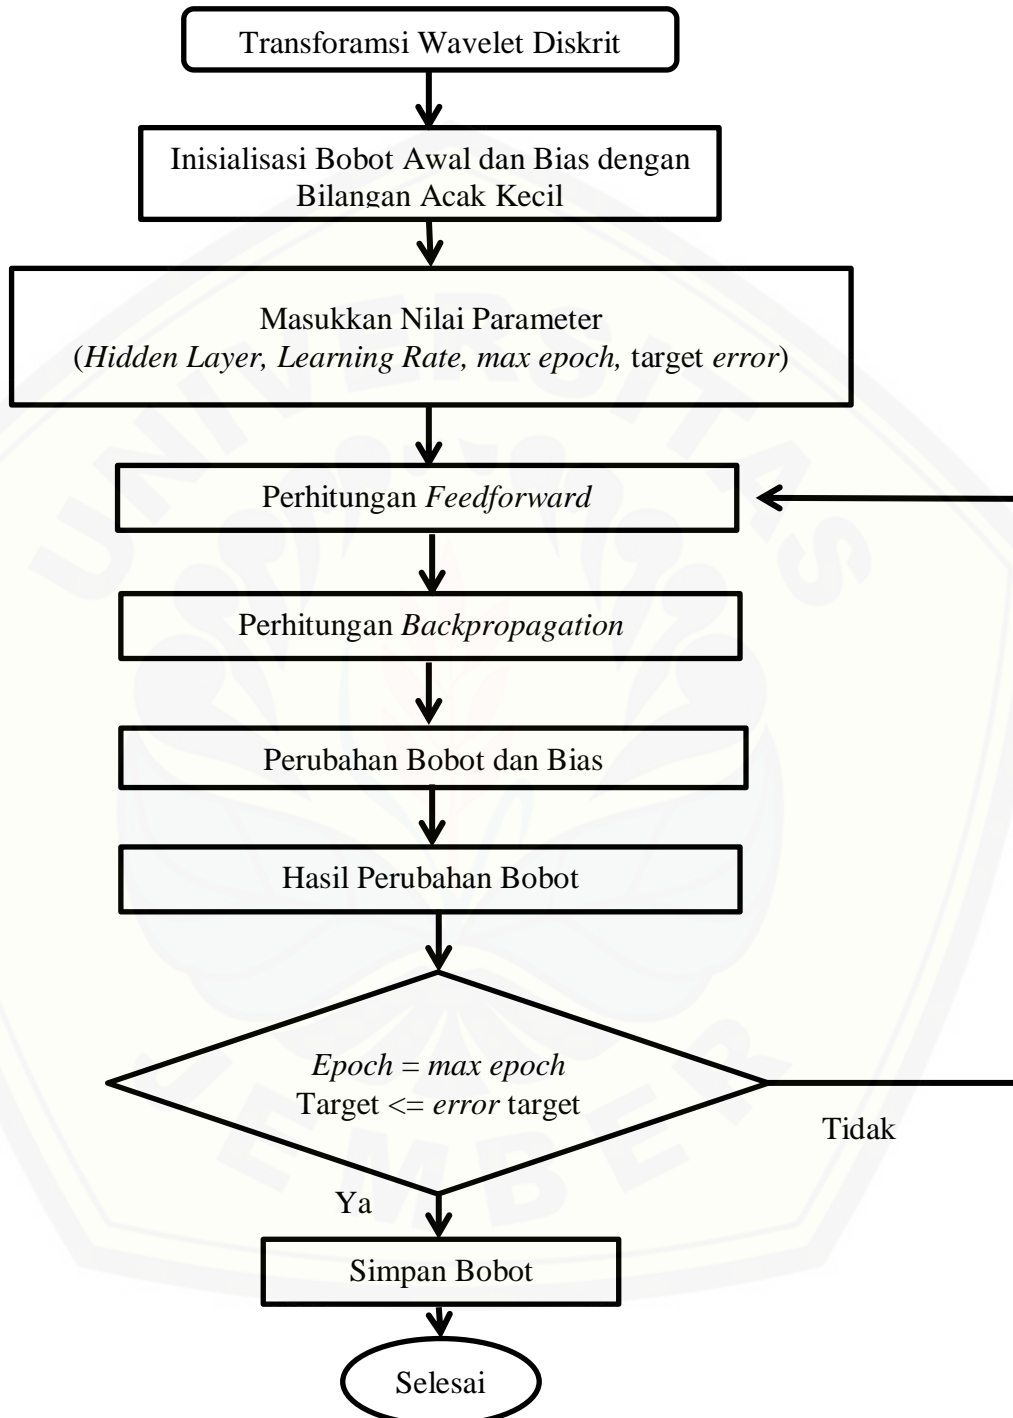 Transforamsi Wavelet Diskrit
Inisialisasi Bobot Awal dan Bias dengan
Bilangan Acak Kecil
Masukkan Nilai Parameter
(Hidden Layer, Learning Rate, max epoch, target error)
Perhitungan Feedforward
Perhitungan Backpropagation
Perubahan Bobot dan Bias
Hasil Perubahan Bobot
Epoch = max epoch
Target <= error target
Tidak
Ya
Simpan Bobot
Selesai
UNIVERSITAS
JEMBER